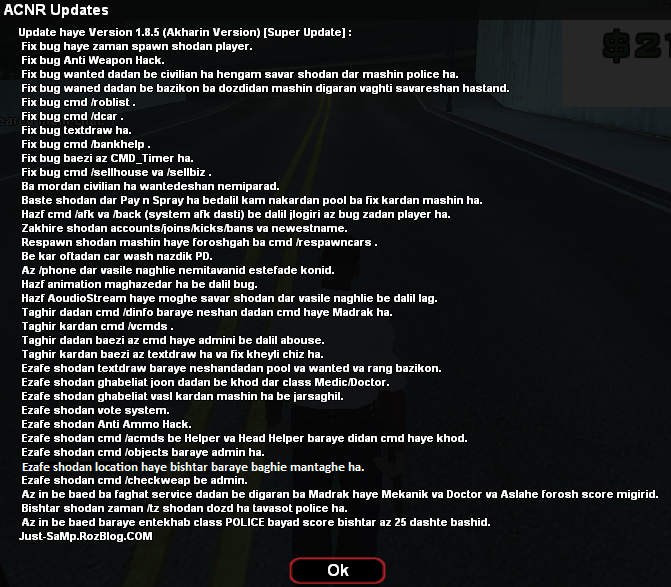 ACNR Updates
Update haye Version 1.8.5 (Akharin Version) [Super Update] :
Fix bug haye zaman spawn shodan player.
Fix bug Anti Weapon Hack.
Fix bug wanted dadan be civilian ha hengam savar shodan dar mashin police ha.
Fix bug waned dadan be bazikon ba dozdidan mashin digaran vaghti savareshan hastand.
Fix bug cmd /roblist .
Fix bug cmd /dcar .
Fix bug textdraw ha.
Fix bug cmd /bankhelp .
Fix bug baezi az CMD_Timer ha.
Fix bug cmd /sellhouse va /sellbiz .
Ba mordan civilian ha wantedeshan nemiparad.
Baste shodan dar Pay n Spray ha bedalil kam nakardan pool ba fix kardan mashin ha.
Hazf cmd /afk va /back (system afk dasti) be dalil jlogiri az bug zadan player ha.
Zakhire shodan accounts/joins/kicks/bans va newestname.
Respawn shodan mashin haye foroshgah ba cmd /respawncars .
Be kar oftadan car wash nazdik PD.
Az /phone dar vasile naghlie nemitavanid estefade konid.
Hazf animation maghazedar ha be dalil bug.
Hazf AoudioStream haye moghe savar shodan dar vasile naghlie be dalil lag.
Taghir dadan cmd /dinfo baraye neshan dadan cmd haye Madrak ha.
Taghir kardan cmd /vcmds .
Taghir dadan baezi az cmd haye admini be dalil abouse.
Taghir kardan baezi az textdraw ha va fix kheyli chiz ha.
Ezafe shodan textdraw baraye neshandadan pool va wanted va rang bazikon.
Ezafe shodan ghabeliat joon dadan be khod dar class Medic/Doctor.
Ezafe shodan ghabeliat vasl kardan mashin ha be jarsaghil.
Ezafe shodan vote system.
Ezafe shodan Anti Ammo Hack.
Ezafe shodan cmd /acmds be Helper va Head Helper baraye didan cmd haye khod.
Ezafe shodan cmd /objects baraye admin ha.
Ezafe shodan location haye bishtar baraye baghie mantaghe ha.
Ezafe shodan cmd /checkweap be admin.
Az in be baed ba faghat service dadan be digaran ba Madrak haye Mekanik va Doctor va Aslahe forosh score migirid.
Bishtar shodan zaman /tz shodan dozd ha tavasot police ha.
Az in be baed baraye entekhab class POLICE bayad score bishtar az 25 dashte bashid.
Just-SaMp.RozBlog.COM
Ok